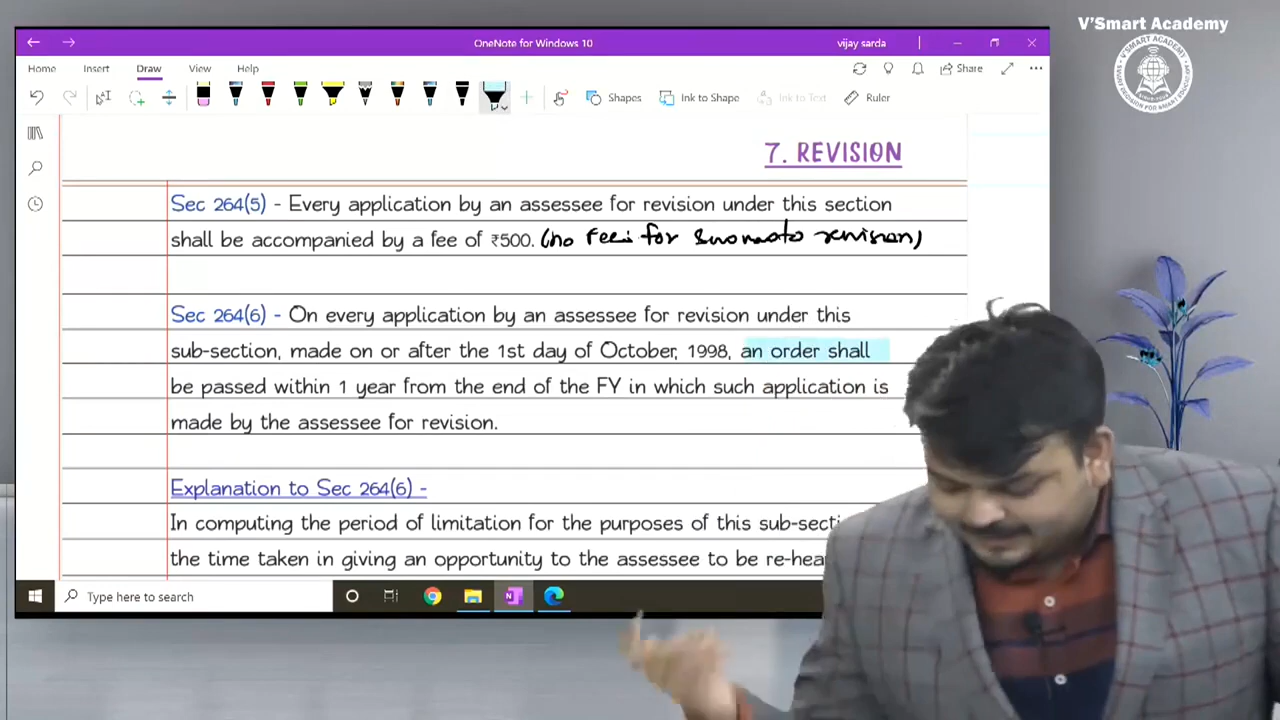 V'Smart Academy
OneNote for Windows 10
vijay sarda
Home Insert Draw View Help
Share
Shapes Ink to Shape Ink to Text Ruler
7. REVISION
Sec 264(5) - Every application by an assessee for revision under this section
shall be accompanied by a fee of ₹500. (no Fees for suomoto revision)
Sec 264(6) - On every application by an assessee for revision under this
sub-section, made on or after the 1st day of October, 1998, an order shall
be passed within 1 year from the end of the FY in which such application is
made by the assessee for revision.
Explanation to Sec 264(6) -
In computing the period of limitation for the purposes of this sub-secti
the time taken in giving an opportunity to the assessee to be re-hea
Type here to search